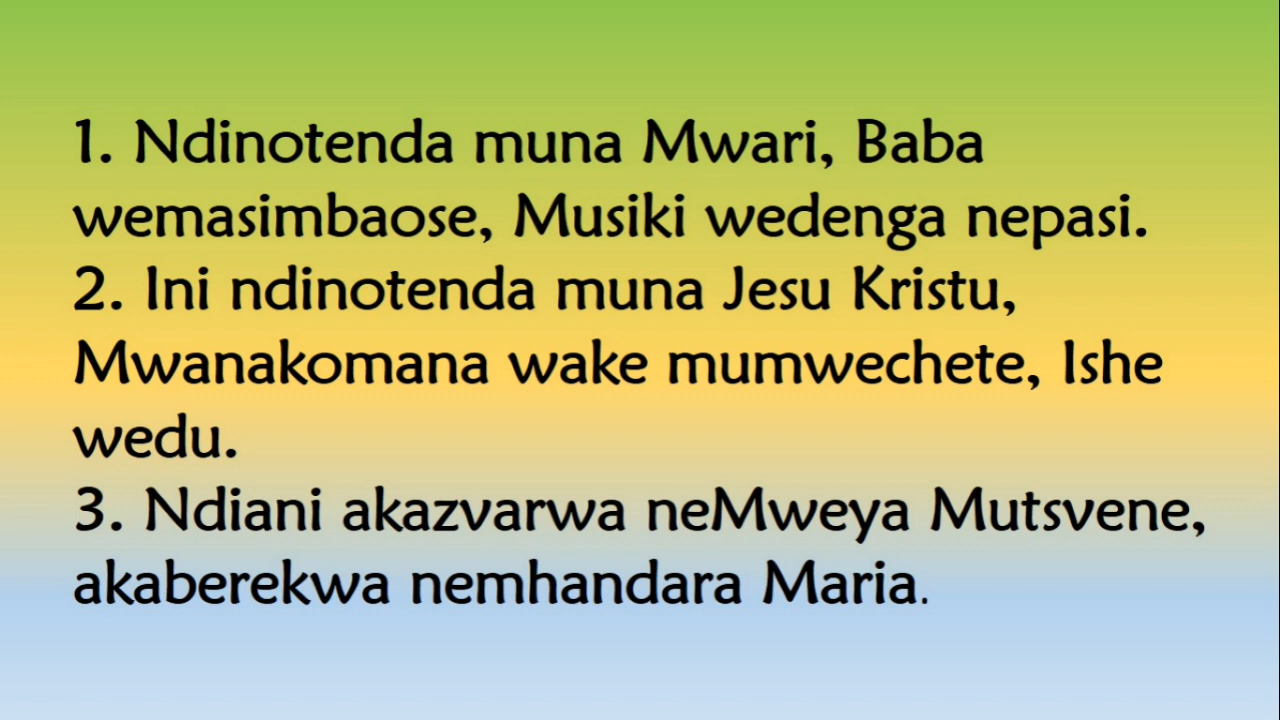 1. Ndinotenda muna Mwari, Baba
wemasimbaose, Musiki wedenga nepasi.
2. Ini ndinotenda muna Jesu Kristu,
Mwanakomana wake mumwechete, Ishe
wedu.
3. Ndiani akazvarwa neMweya Mutsvene,
akaberekwa nemhandara Maria.